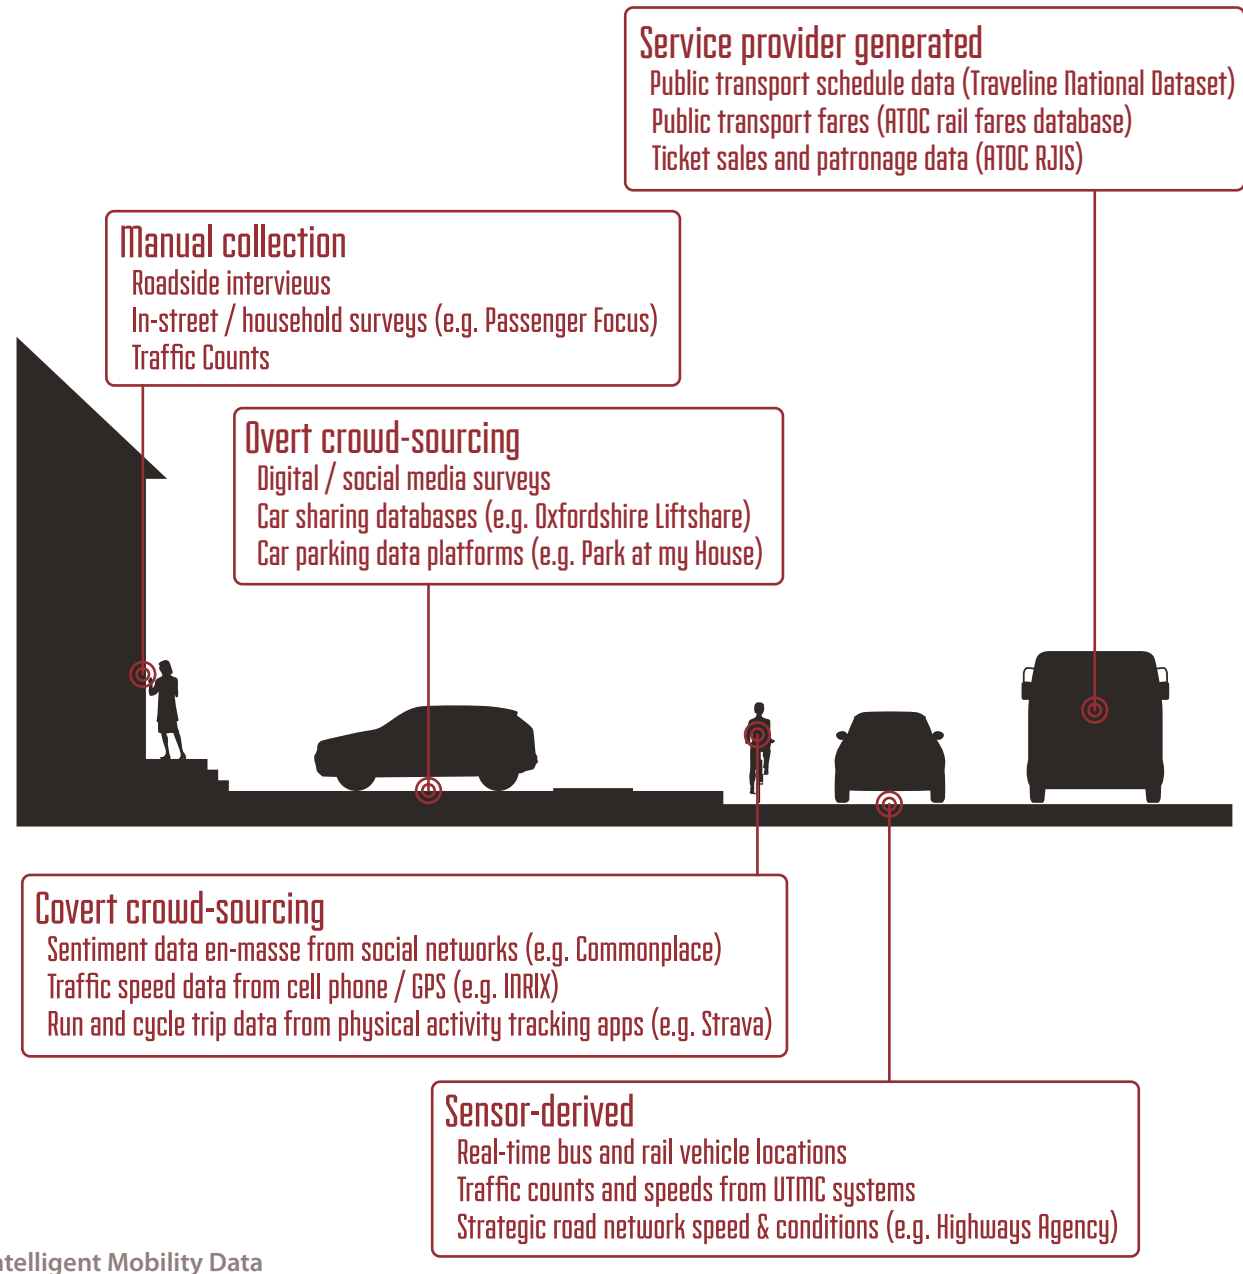 Service provider generated
Public transport schedule data (Traveline National Dataset)
Public transport fares (ATOC rail fares database)
Ticket sales and patronage data (ATOC RJIS)
Manual collection
Roadside interviews
In-street / household surveys (e.g. Passenger Focus)
Traffic Counts
Overt crowd-sourcing
Digital / social media surveys
Car sharing databases (e.g. Oxfordshire Liftshare)
Car parking data platforms (e.g. Park at my House)
Covert crowd-sourcing
Sentiment data en-masse from social networks (e.g. Commonplace)
Traffic speed data from cell phone / GPS (e.g. INRIX)
Run and cycle trip data from physical activity tracking apps (e.g. Strava)
Sensor-derived
Real-time bus and rail vehicle locations
Traffic counts and speeds from UTMC systems
Strategic road network speed & conditions (e.g. Highways Agency)
ntelligent Mobility Data